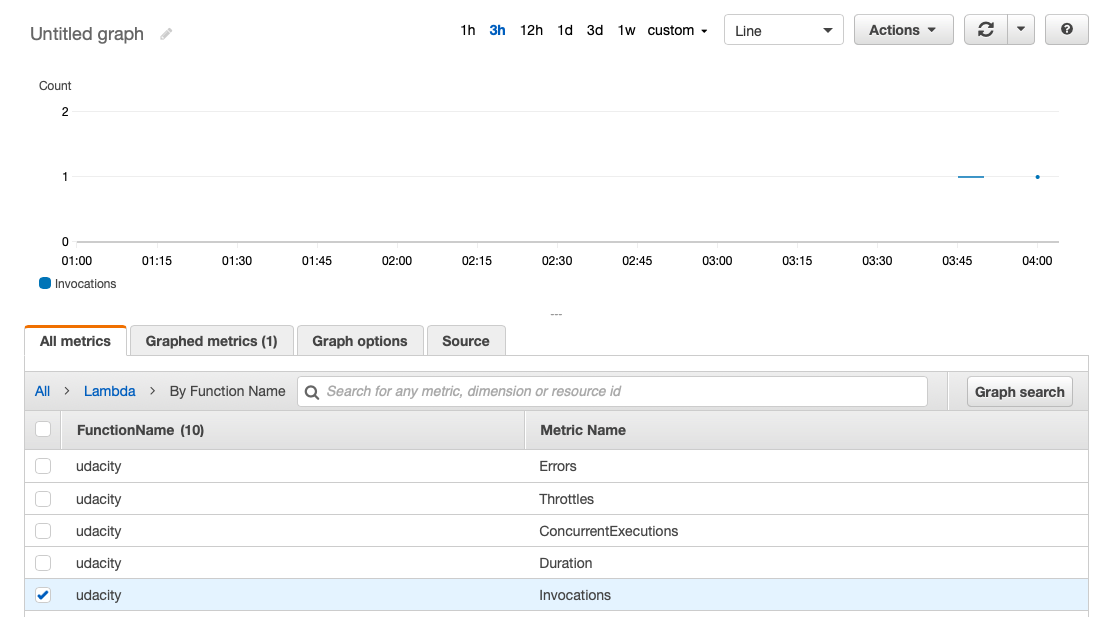 Untitled graph 1h 3h 12h 1d 3d 1w custom Line Actions
Count
2
1
0
01:00 01:15 01:30 01:45 02:00 02:15 02:30 02:45 03:00 03:15 03:30 03:45 04:00
Invocations
All metrics Graphed metrics (1) Graph options Source
All > Lambda > By Function Name Search for any metric, dimension or resource id Graph search
FunctionName (10) Metric Name
udacity Errors
udacity Throttles
udacity ConcurrentExecutions
udacity Duration
udacity Invocations